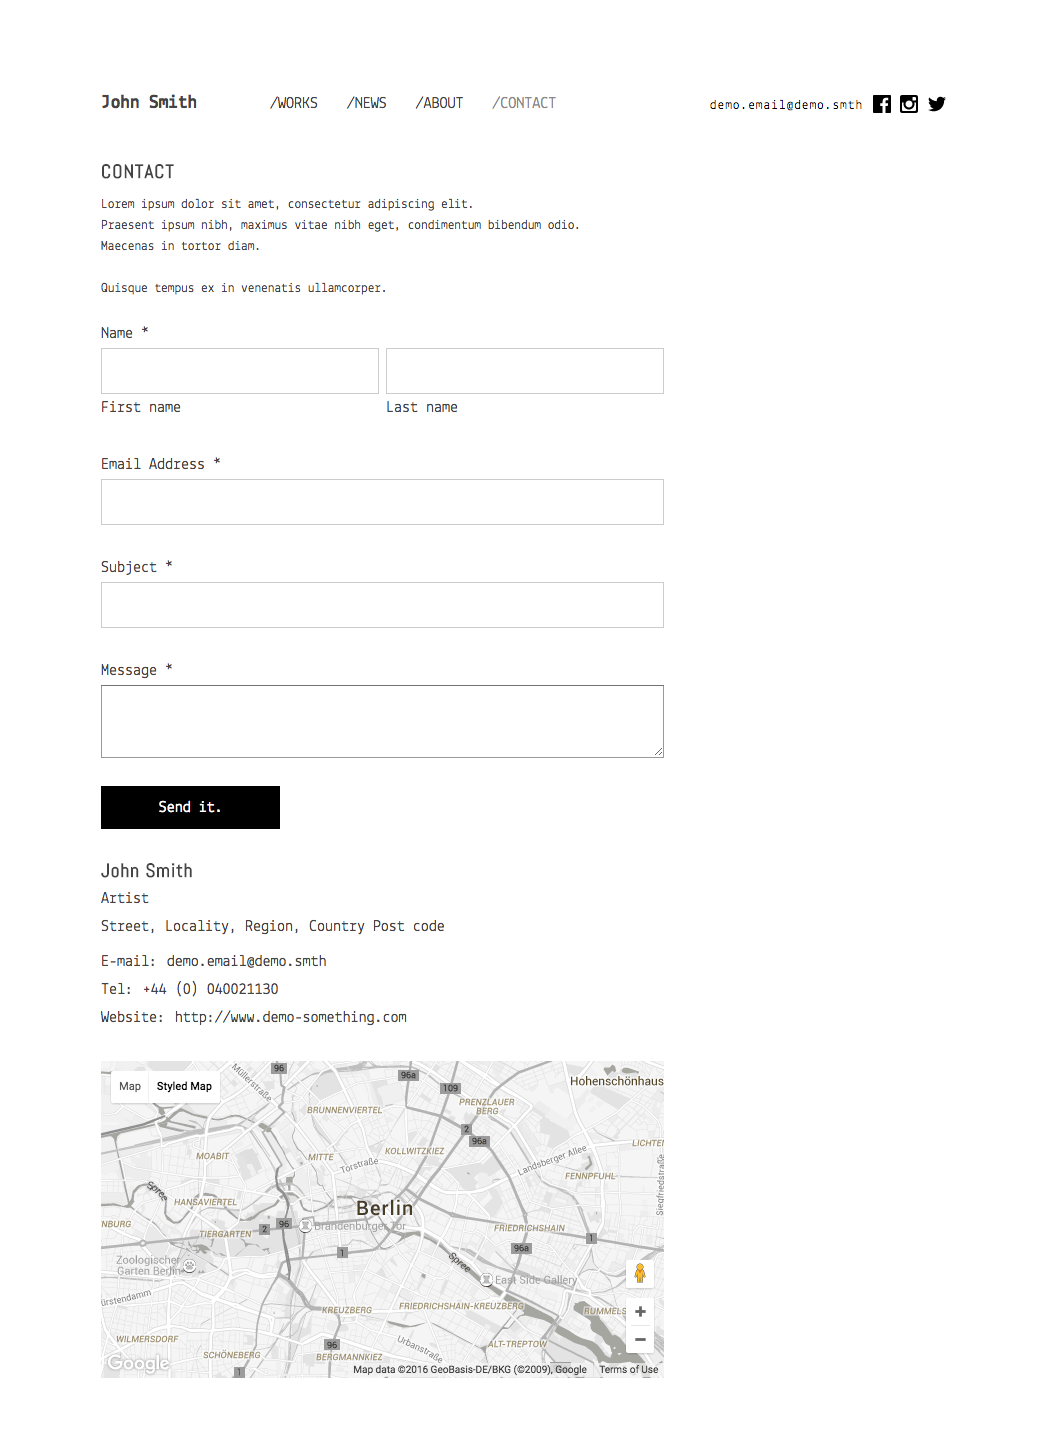 John Smith
/WORKS /NEWS /ABOUT /CONTACT
demo.email@demo.smth
CONTACT
Lorem ipsum dolor sit amet, consectetur adipiscing elit.
Praesent ipsum nibh, maximus vitae nibh eget, condimentum bibendum odio.
Maecenas in tortor diam.
Quisque tempus ex in venenatis ullamcorper.
Name *
First name
Last name
Email Address *
Subject *
Message *
Send it.
John Smith
Artist
Street, Locality, Region, Country Post code
E-mail: demo.email@demo.smth
Tel: +44 (0) 040021130
Website: http://www.demo-something.com
Map
Styled Map
Müllerstraße
96
96a
109
Hohenschönhaus
BRUNNENVIERTEL
PRENZLAUER
BERG
2
96a
LICHTEN
MOABIT
MITTE
KOLLWITZKIEZ
Torstraße
Landsberger Allee
FENNPFUHL
Siegfriedstraße
Spree
HANSAVIERTEL
Berlin
NBURG
TIERGARTEN
2
96
Brandenburger Tor
FRIEDRICHSHAIN
1
96a
1
Zoologischer
Garten Berlin
Spree
East Side Gallery
ürstendamm
KREUZBERG
FRIEDRICHSHAIN-KREUZBERG
RUMMELS
WILMERSDORF
SCHÖNEBERG
96
BERGMANNKIEZ
Urbanstraße
ALT-TREPTOW
Google
1
Map data ©2016 GeoBasis-DE/BKG (©2009), Google
Terms of Use